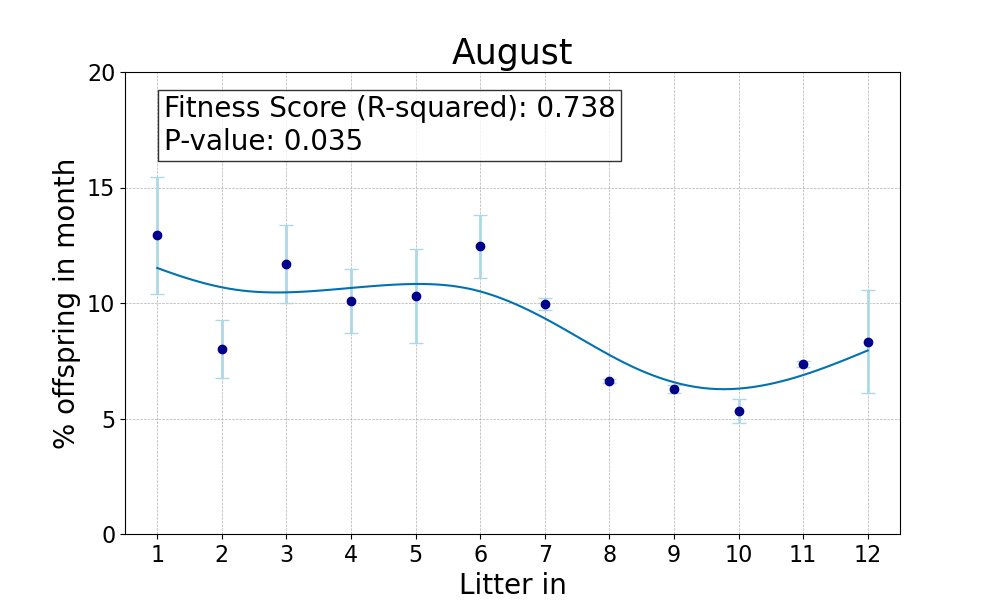 August
Fitness Score (R-squared): 0.738
P-value: 0.035
% offspring in month
20
15
10
5
0
1 2 3 4 5 6 7 8 9 10 11 12
Litter in